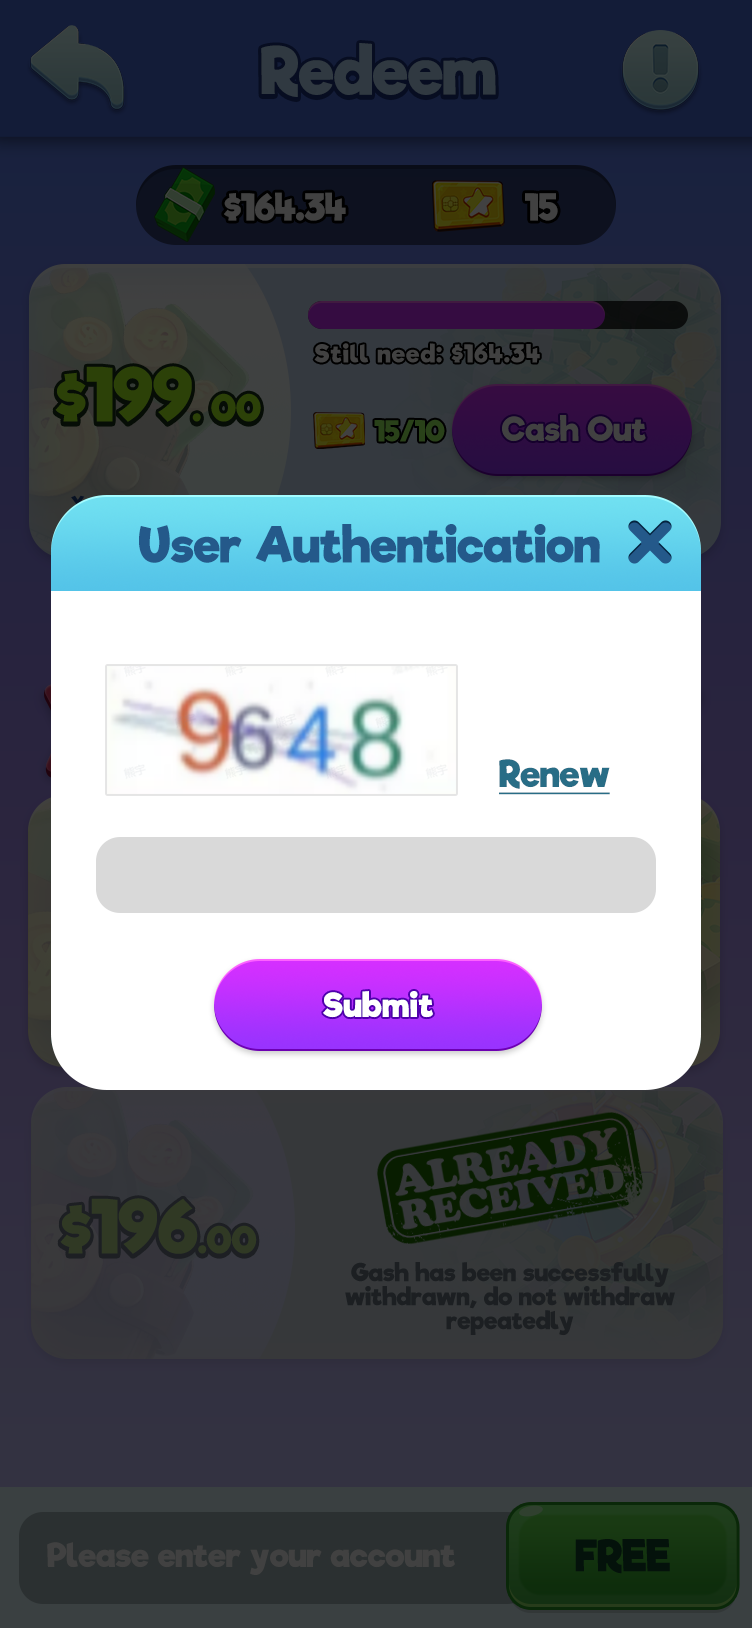 Redeem
$164.34
15
$199.00
Still need: $164.34
15/10
Cash Out
User Authentication
9648
Renew
Submit
$196.00
ALREADY
RECEIVED
Gash has been successfully
withdrawn, do not withdraw
repeatedly
Please enter your account
FREE